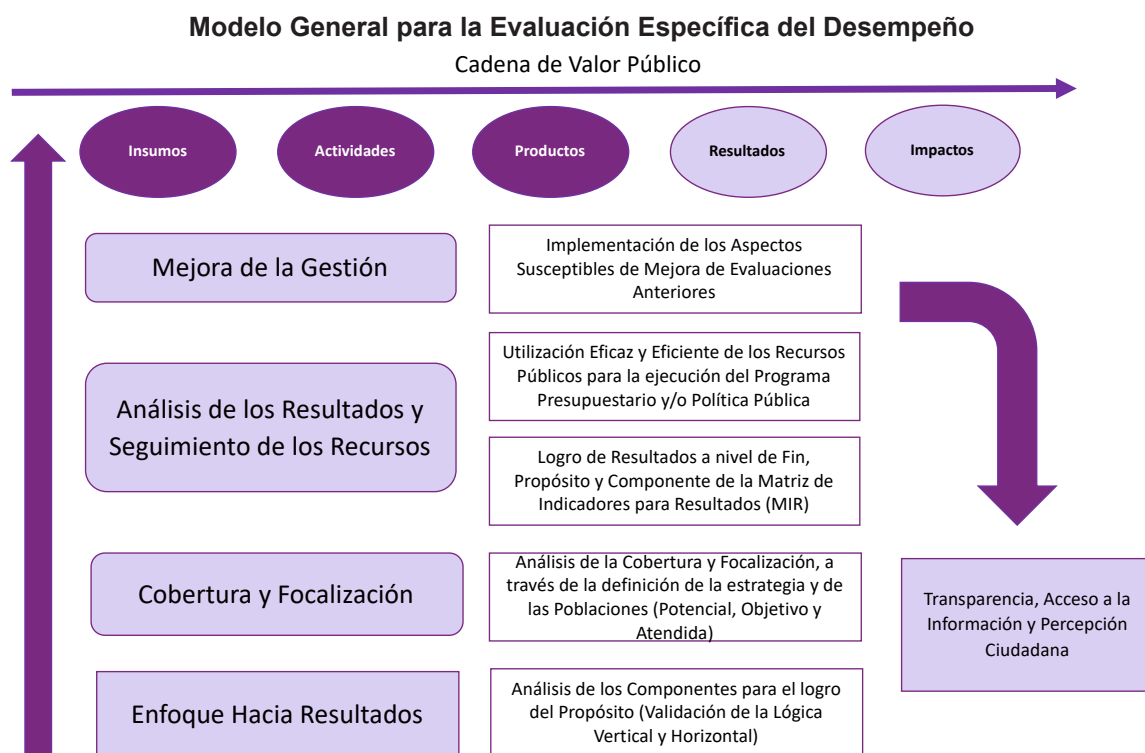 Modelo General para la Evaluación Específica del Desempeño
Cadena de Valor Público
Insumos
Actividades
Productos
Resultados
Impactos
Mejora de la Gestión
Implementación de los Aspectos
Susceptibles de Mejora de Evaluaciones
Anteriores
Análisis de los Resultados y
Seguimiento de los Recursos
Utilización Eficaz y Eficiente de los Recursos
Públicos para la ejecución del Programa
Presupuestario y/o Política Pública
Logro de Resultados a nivel de Fin,
Propósito y Componente de la Matriz de
Indicadores para Resultados (MIR)
Cobertura y Focalización
Análisis de la Cobertura y Focalización, a
través de la definición de la estrategia y de
las Poblaciones (Potencial, Objetivo y
Atendida)
Transparencia, Acceso a la
Información y Percepción
Ciudadana
Enfoque Hacia Resultados
Análisis de los Componentes para el logro
del Propósito (Validación de la Lógica
Vertical y Horizontal)